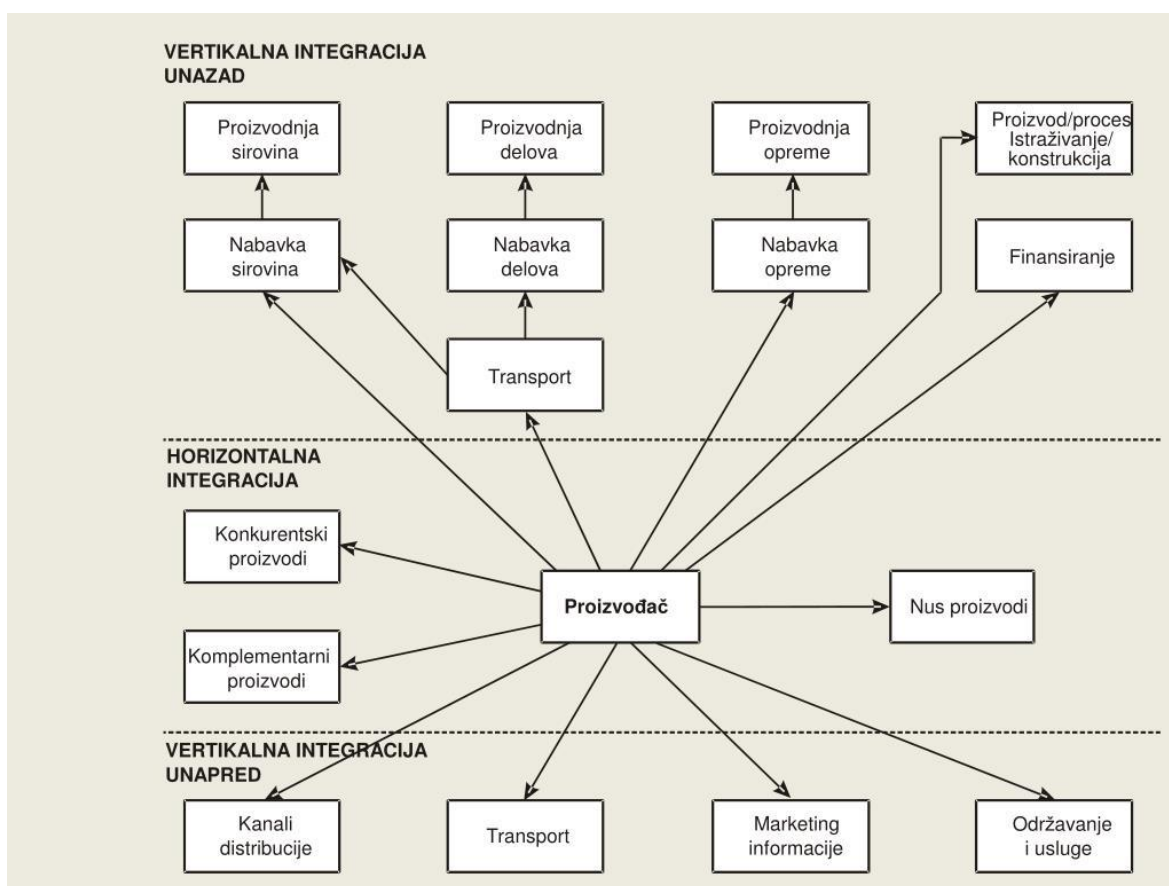 VERTIKALNA INTEGRACIJA
UNAZAD
Proizvodnja
sirovina
Proizvodnja
delova
Proizvodnja
opreme
Proizvod/proces
Istraživanje/
konstrukcija
Nabavka
sirovina
Nabavka
delova
Nabavka
opreme
Finansiranje
Transport
HORIZONTALNA
INTEGRACIJA
Konkurentski
proizvodi
Proizvođač
Nus proizvodi
Komplementarni
proizvodi
VERTIKALNA INTEGRACIJA
UNAPRED
Kanali
distribucije
Transport
Marketing
informacije
Održavanje
i usluge